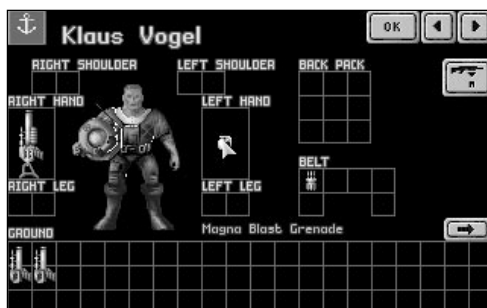 Klaus Vogel
OK
RIGHT SHOULDER
LEFT SHOULDER
BACK PACK
RIGHT HAND
LEFT HAND
BELT
RIGHT LEG
LEFT LEG
Magna Blast Grenade
GROUND